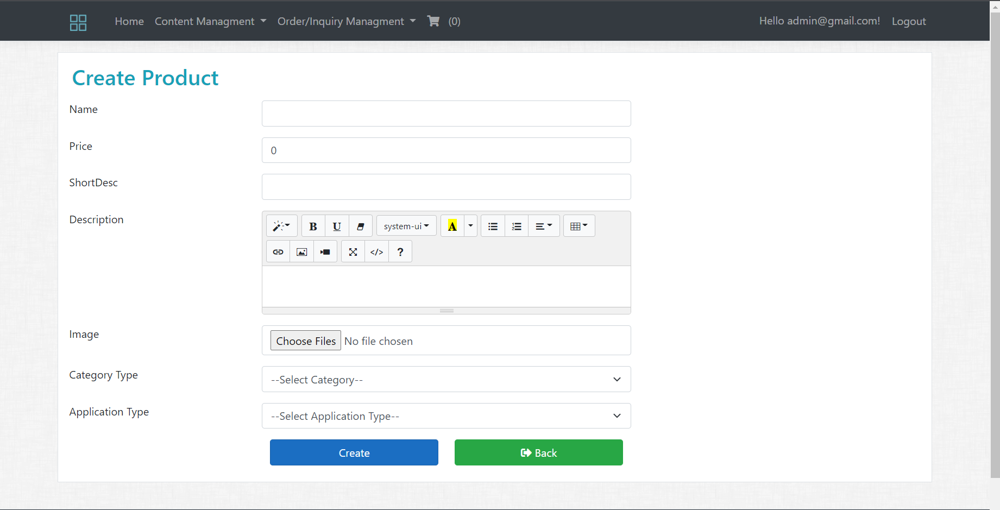 Home Content Managment Order/Inquiry Managment (0) Hello admin@gmail.com! Logout
Create Product
Name
Price 0
ShortDesc
Description
B U system-ui A
</> ?
Image Choose Files No file chosen
Category Type --Select Category--
Application Type --Select Application Type--
Create Back